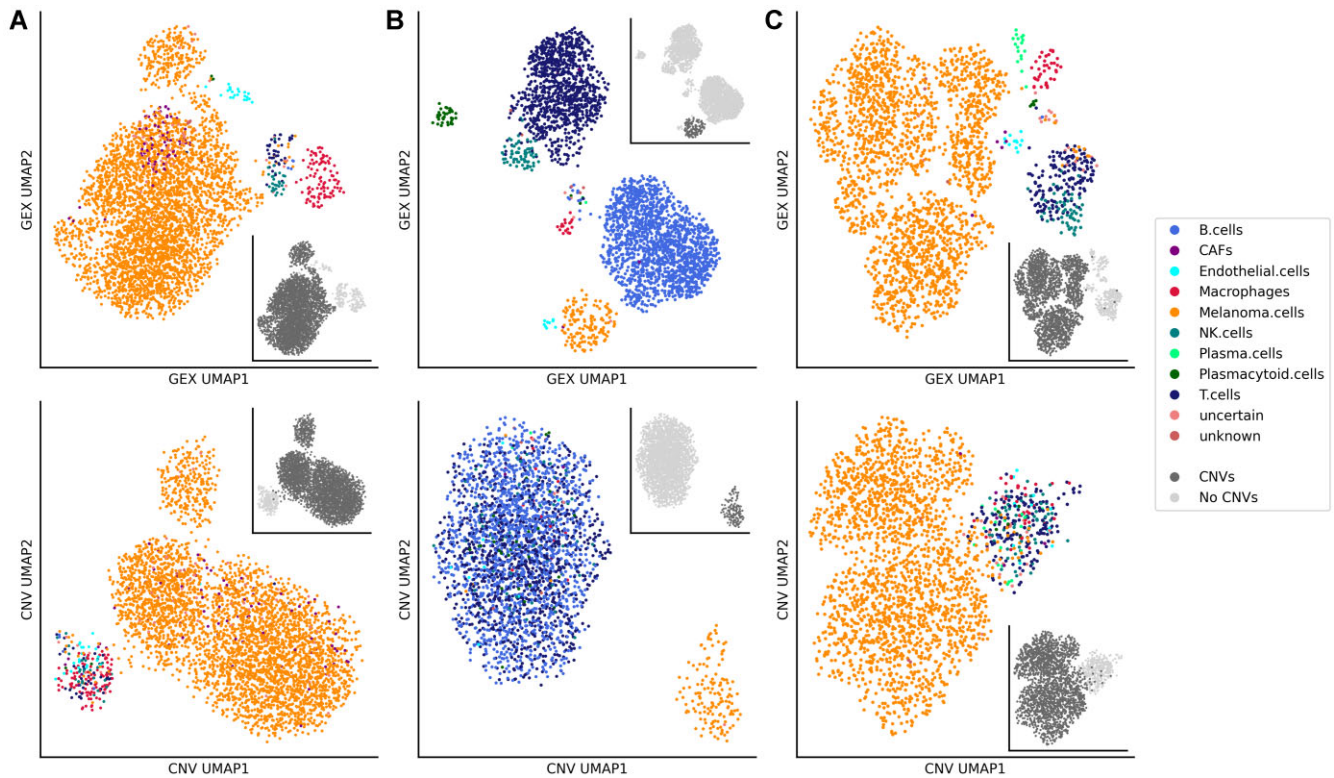 A
B
C
GEX UMAP2
GEX UMAP2
GEX UMAP2
GEX UMAP1
GEX UMAP1
GEX UMAP1
B.cells
CAFs
Endothelial.cells
Macrophages
Melanoma.cells
NK.cells
Plasma.cells
Plasmacytoid.cells
T.cells
uncertain
unknown
CNVs
No CNVs
CNV UMAP2
CNV UMAP2
CNV UMAP2
CNV UMAP1
CNV UMAP1
CNV UMAP1